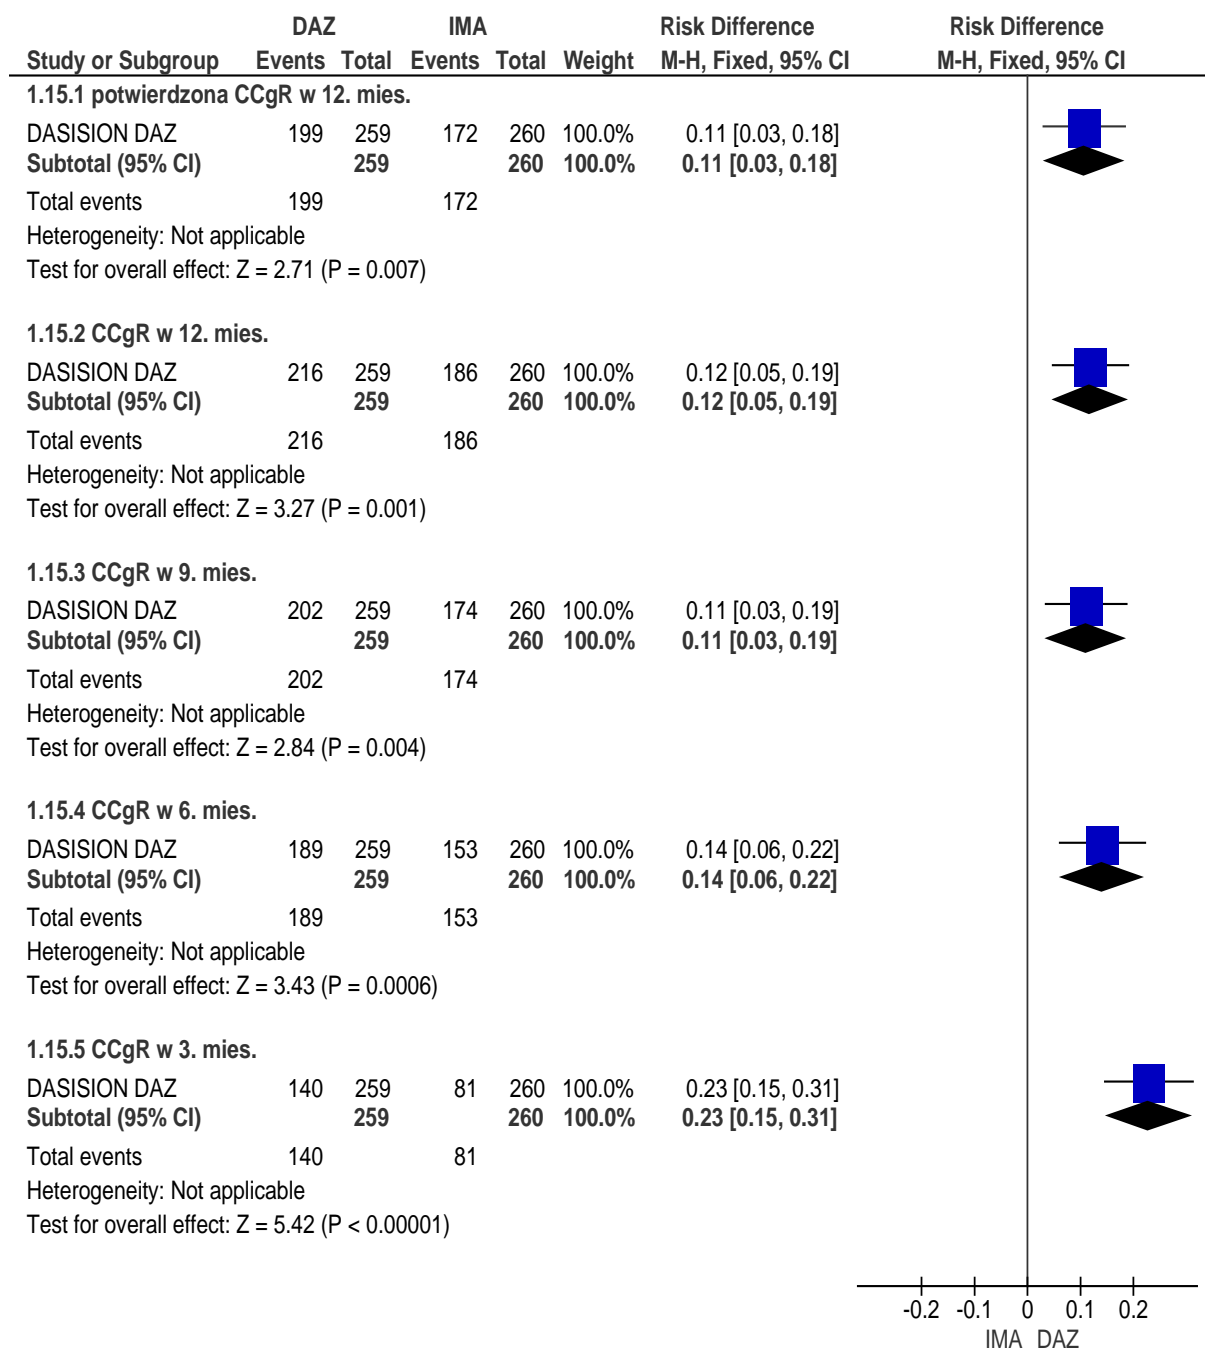 DAZ IMA Risk Difference Risk Difference
Study or Subgroup Events Total Events Total Weight M-H, Fixed, 95% CI M-H, Fixed, 95% CI
1.15.1 potwierdzona CCgR w 12. mies.
DASISION DAZ 199 259 172 260 100.0% 0.11 [0.03, 0.18]
Subtotal (95% CI) 259 260 100.0% 0.11 [0.03, 0.18]
Total events 199 172
Heterogeneity: Not applicable
Test for overall effect: Z = 2.71 (P = 0.007)
1.15.2 CCgR w 12. mies.
DASISION DAZ 216 259 186 260 100.0% 0.12 [0.05, 0.19]
Subtotal (95% CI) 259 260 100.0% 0.12 [0.05, 0.19]
Total events 216 186
Heterogeneity: Not applicable
Test for overall effect: Z = 3.27 (P = 0.001)
1.15.3 CCgR w 9. mies.
DASISION DAZ 202 259 174 260 100.0% 0.11 [0.03, 0.19]
Subtotal (95% CI) 259 260 100.0% 0.11 [0.03, 0.19]
Total events 202 174
Heterogeneity: Not applicable
Test for overall effect: Z = 2.84 (P = 0.004)
1.15.4 CCgR w 6. mies.
DASISION DAZ 189 259 153 260 100.0% 0.14 [0.06, 0.22]
Subtotal (95% CI) 259 260 100.0% 0.14 [0.06, 0.22]
Total events 189 153
Heterogeneity: Not applicable
Test for overall effect: Z = 3.43 (P = 0.0006)
1.15.5 CCgR w 3. mies.
DASISION DAZ 140 259 81 260 100.0% 0.23 [0.15, 0.31]
Subtotal (95% CI) 259 260 100.0% 0.23 [0.15, 0.31]
Total events 140 81
Heterogeneity: Not applicable
Test for overall effect: Z = 5.42 (P < 0.00001)
-0.2 -0.1 0 0.1 0.2
IMA DAZ